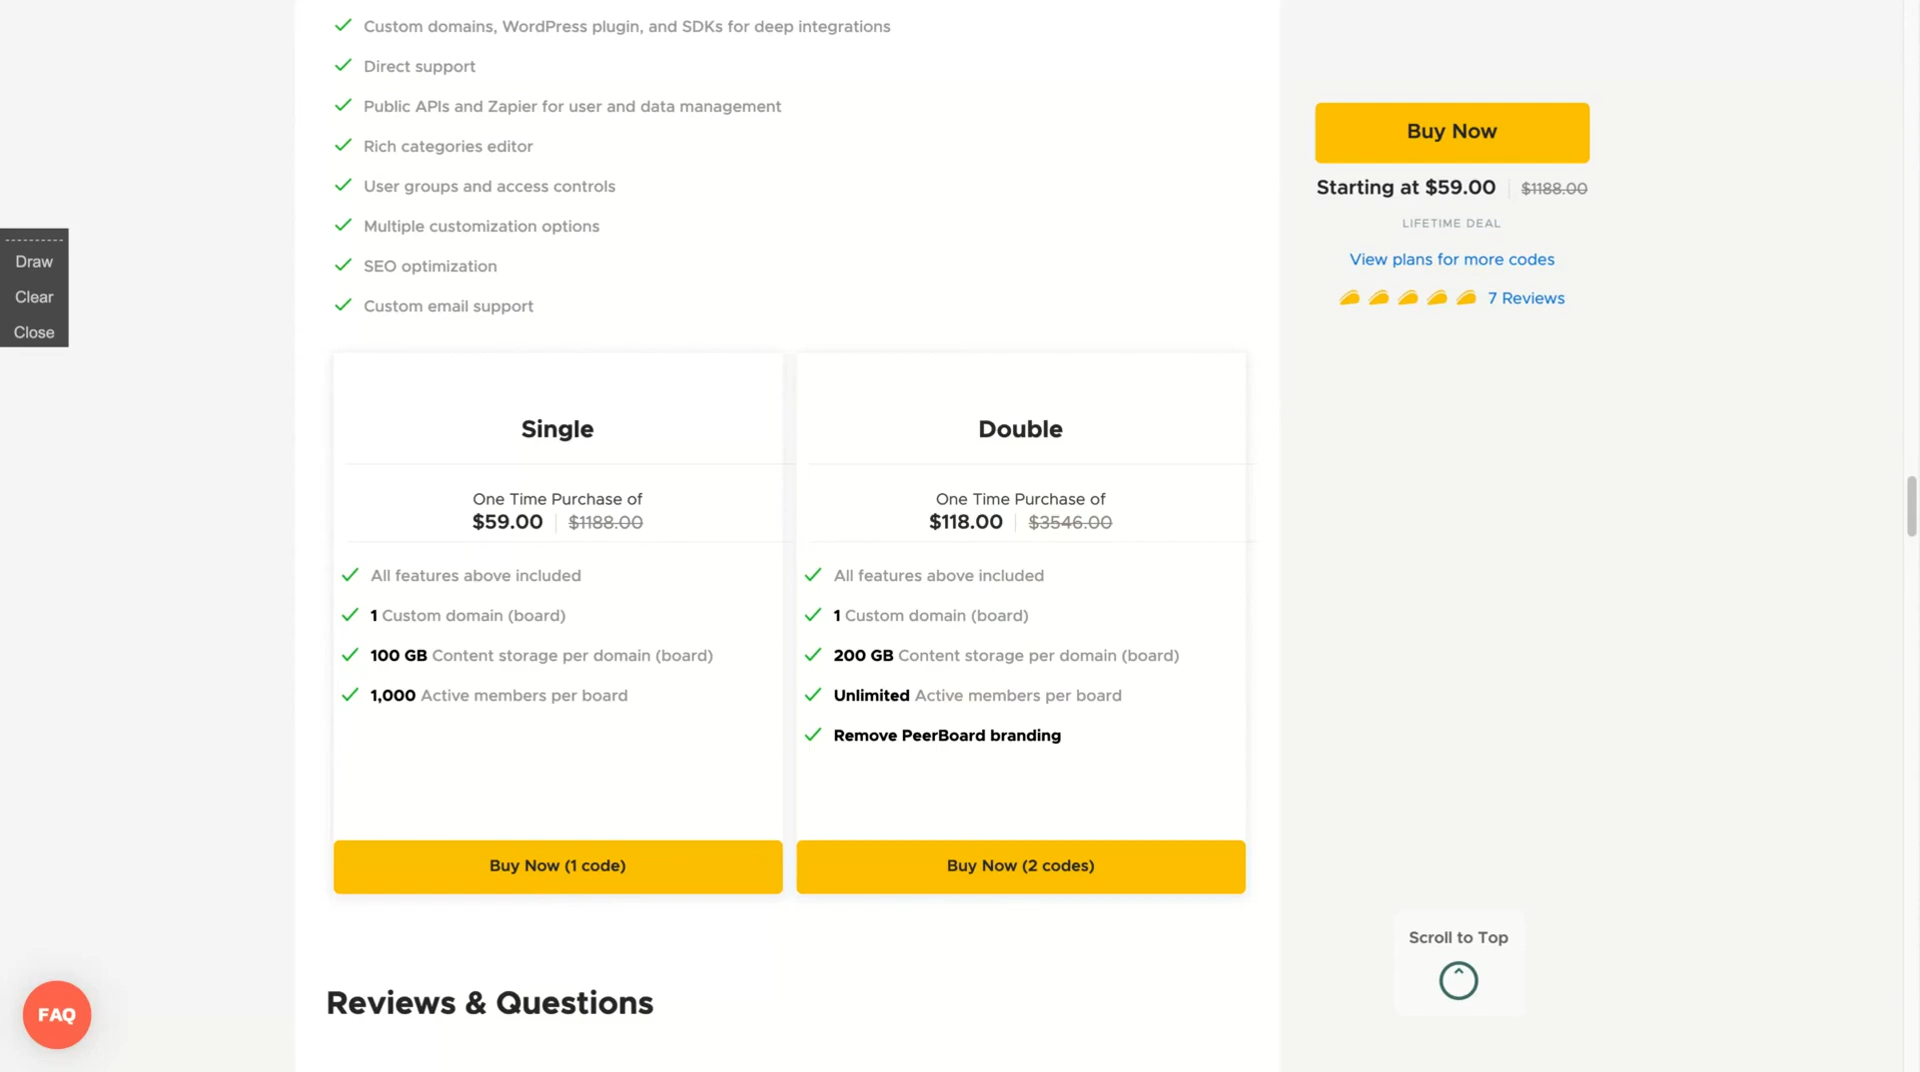 Custom domains, WordPress plugin, and SDKs for deep integrations
Direct support
Public APIs and Zapier for user and data management
Rich categories editor
User groups and access controls
Multiple customization options
SEO optimization
Custom email support
Draw
Clear
Close
Single
One Time Purchase of
$59.00 $1188.00
All features above included
1 Custom domain (board)
100 GB Content storage per domain (board)
1,000 Active members per board
Buy Now (1 code)
Double
One Time Purchase of
$118.00 $3546.00
All features above included
1 Custom domain (board)
200 GB Content storage per domain (board)
Unlimited Active members per board
Remove PeerBoard branding
Buy Now (2 codes)
Buy Now
Starting at $59.00 $1188.00
LIFETIME DEAL
View plans for more codes
7 Reviews
Scroll to Top
Reviews & Questions
FAQ